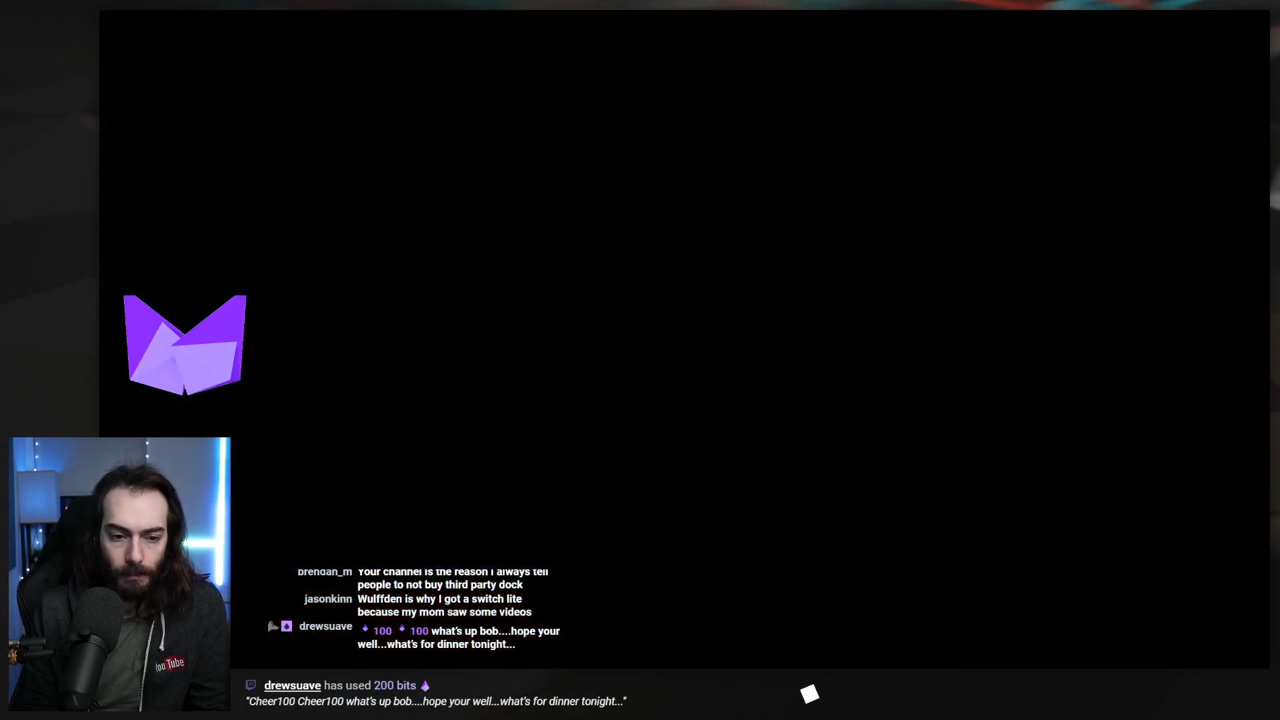 brendan_m Your channel is the reason I always tell
people to not buy third party dock
jasonkinn Wulffden is why I got a switch lite
because my mom saw some videos
drewsuave 100 100 what's up bob....hope your
well...what's for dinner tonight...
You Tube
drewsuave has used 200 bits
"Cheer100 Cheer100 what's up bob....hope your well...what's for dinner tonight..."